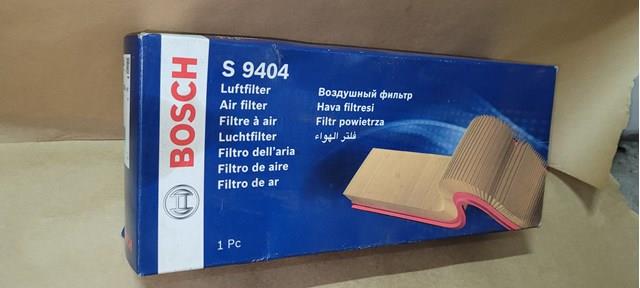 BOSCH
S 9404
Luftfilter
Air filter
Filtre à air
Luchtfilter
Filtro dell'aria
Filtro de aire
Filtro de ar
Воздушный фильтр
Hava filtresi
Filtr powietrza
فلتر الهواء
1 Pc